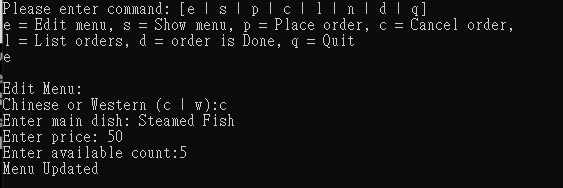 Please enter command: [e | s | p | c | l | n | d | q]
e = Edit menu, s = Show menu, p = Place order, c = Cancel order,
l = List orders, d = order is Done, q = Quit
e
Edit Menu:
Chinese or Western (c | w):c
Enter main dish: Steamed Fish
Enter price: 50
Enter available count:5
Menu Updated